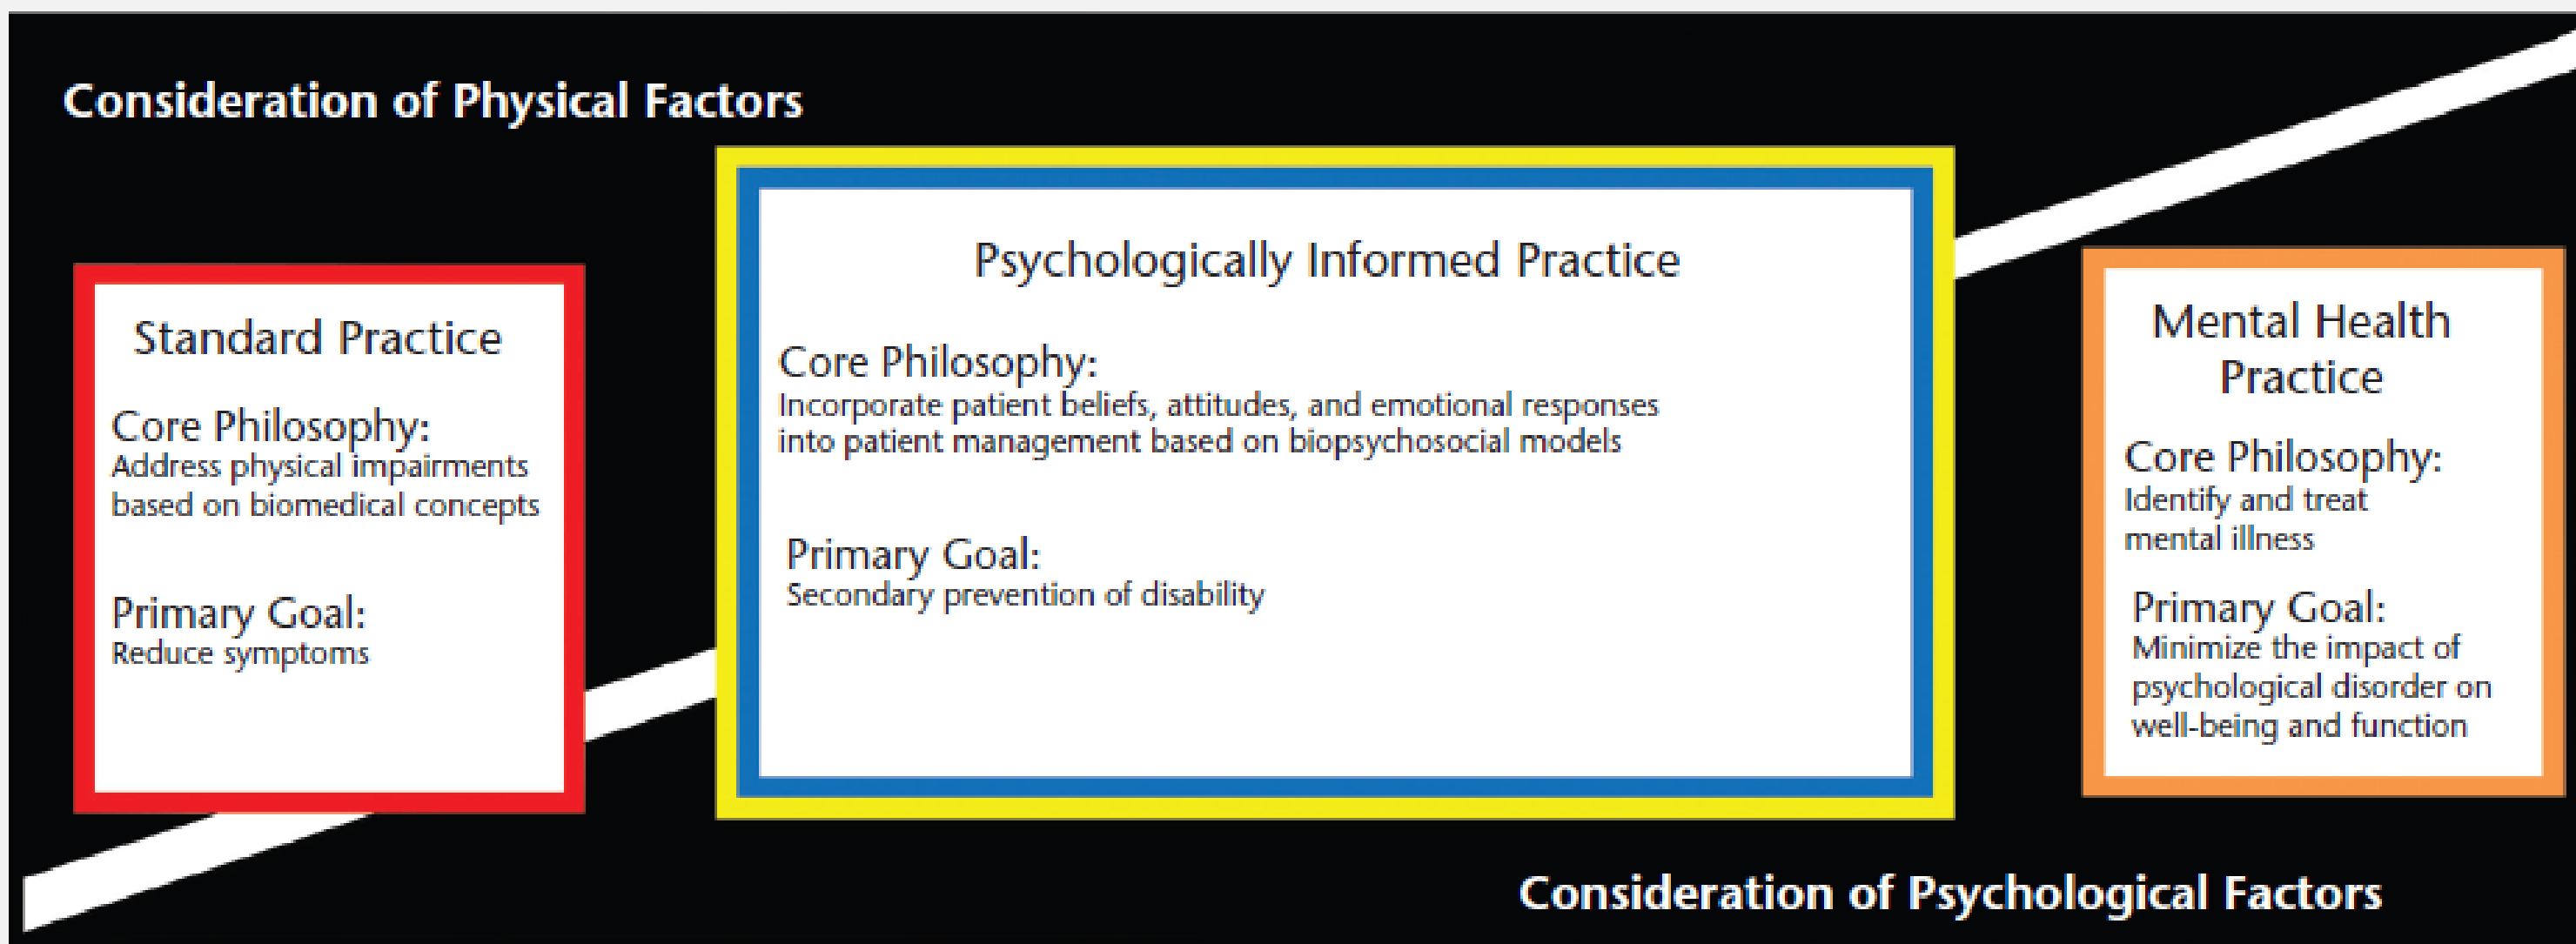 Consideration of Physical Factors
Standard Practice
Core Philosophy:
Address physical impairments
based on biomedical concepts
Primary Goal:
Reduce symptoms
Psychologically Informed Practice
Core Philosophy:
Incorporate patient beliefs, attitudes, and emotional responses
into patient management based on biopsychosocial models
Primary Goal:
Secondary prevention of disability
Mental Health
Practice
Core Philosophy:
Identify and treat
mental illness
Primary Goal:
Minimize the impact of
psychological disorder on
well-being and function
Consideration of Psychological Factors